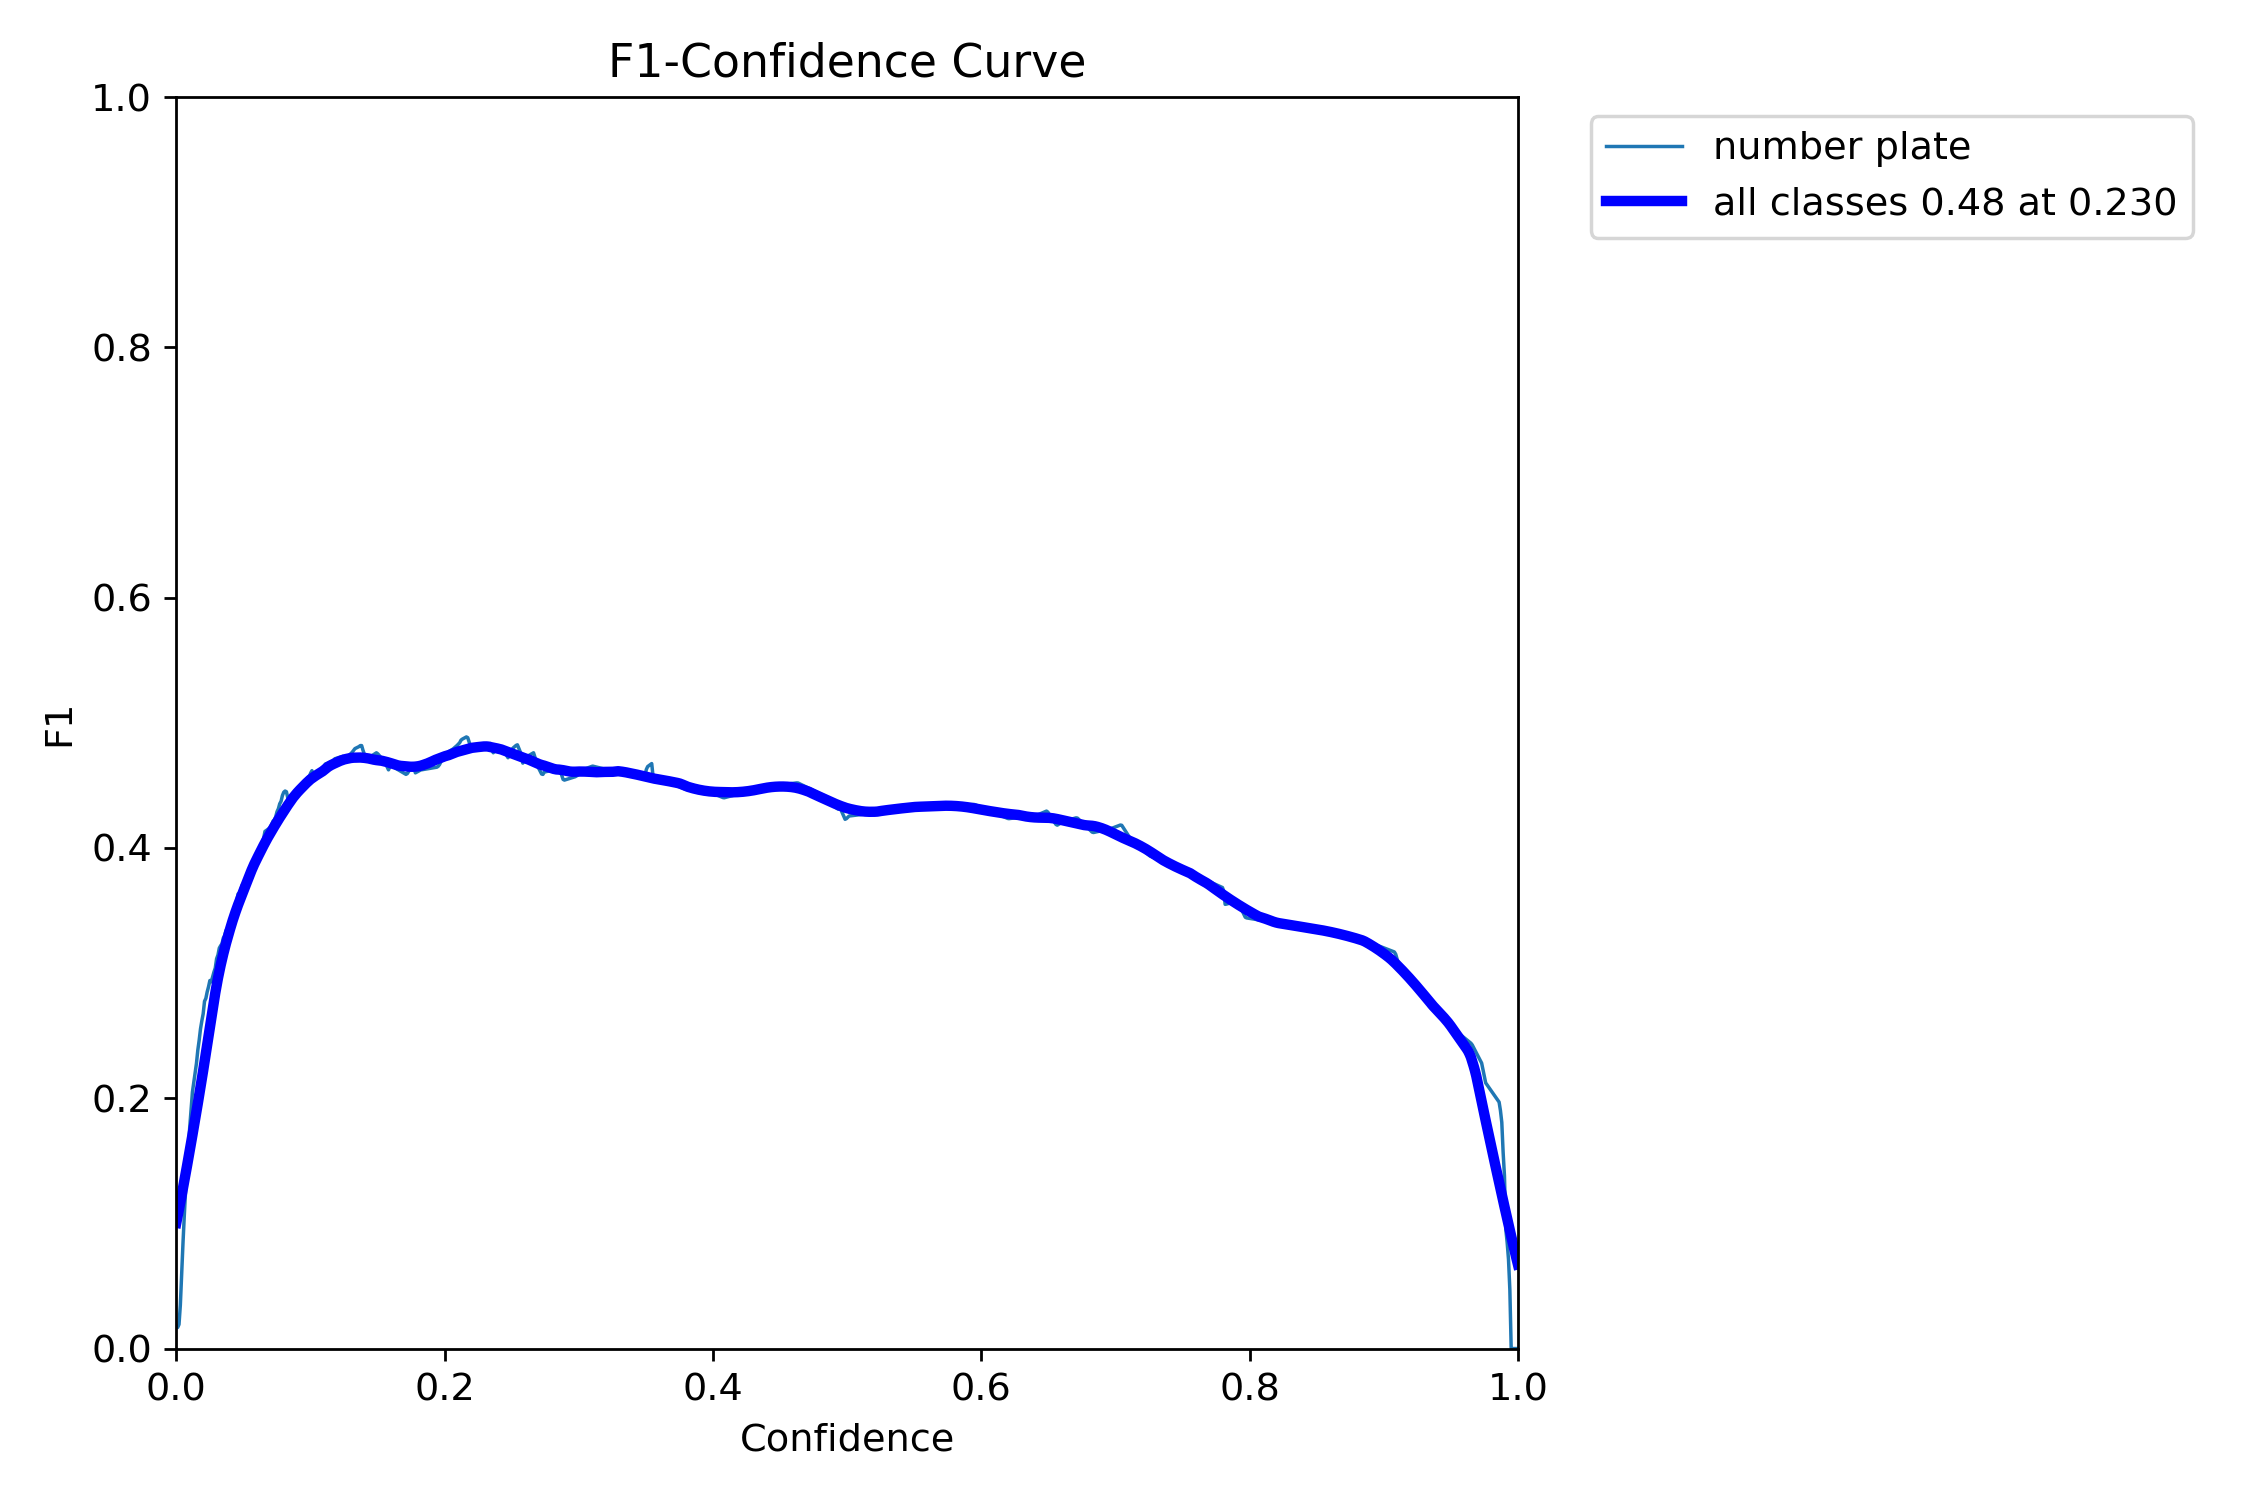 F1-Confidence Curve
1.0
0.8
0.6
0.4
0.2
0.0
F1
0.0 0.2 0.4 0.6 0.8 1.0
Confidence
number plate
all classes 0.48 at 0.230